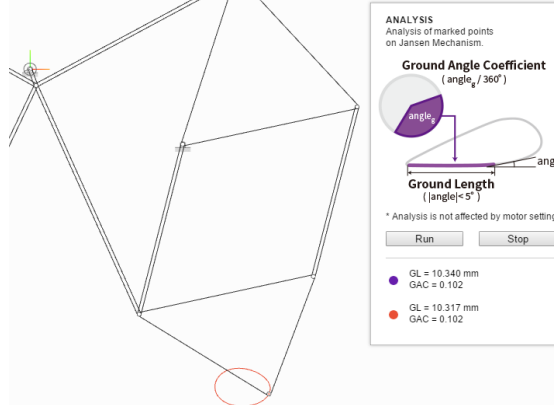 ANALYSIS
Analysis of marked points
on Jansen Mechanism.
Ground Angle Coefficient
( angleg / 360° )
angleg
ang
Ground Length
( |angle|< 5° )
* Analysis is not affected by motor setting
Run Stop
GL = 10.340 mm
GAC = 0.102
GL = 10.317 mm
GAC = 0.102